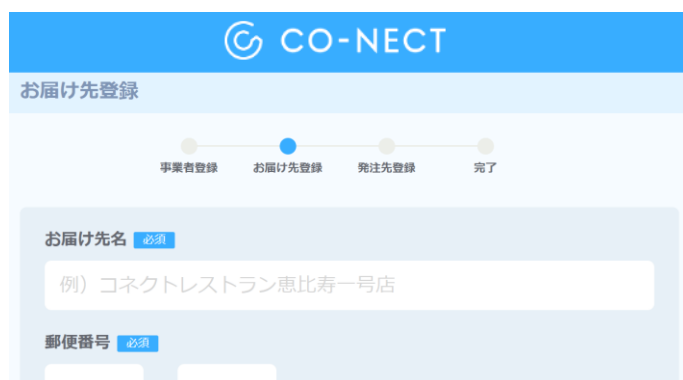 CO-NECT
お届け先登録
事業者登録 お届け先登録 発注先登録 完了
お届け先名 必須
例）コネクトレストラン恵比寿一号店
郵便番号 必須